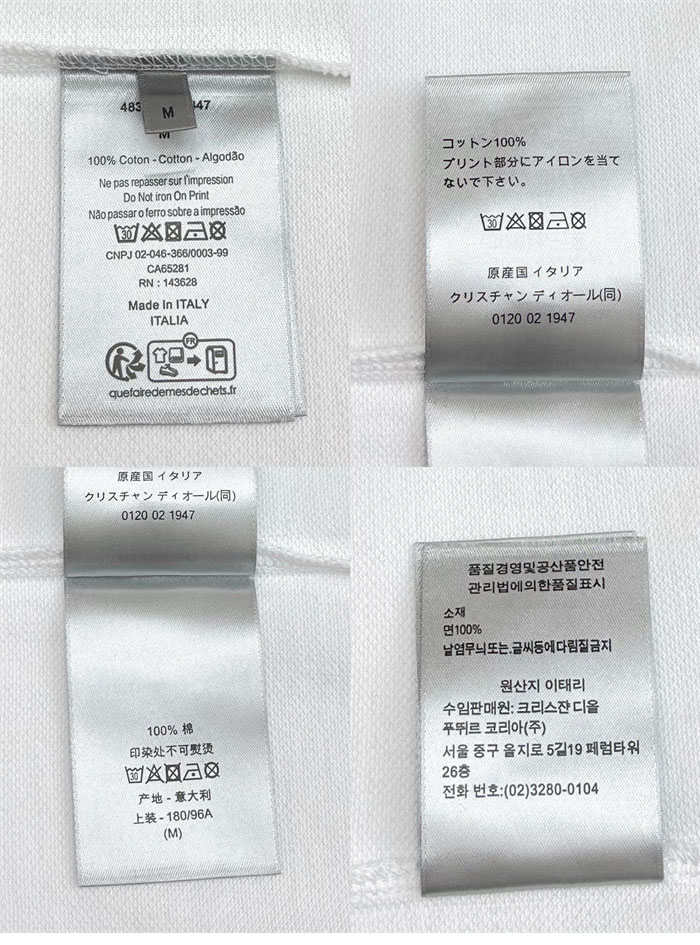 483
M
847
M
100% Coton - Cotton - Algodão
Ne pas repasser sur l'impression
Do Not Iron On Print
Não passar o ferro sobre a impressão
30
CNPJ 02-046-366/0003-99
CA65281
RN : 143628
Made In ITALY
ITALIA
FR
quefairedemesdechets.fr
コットン100%
プリント部分にアイロンを当て
ないで下さい。
30
原産国 イタリア
クリスチャン ディオール(同)
0120 02 1947
原産国 イタリア
クリスチャン ディオール(同)
0120 02 1947
100% 棉
印染处不可熨烫
30
产地 - 意大利
上装 - 180/96A
(M)
품질경영및공산품안전
관리법에의한품질표시
소재
면100%
날염무늬또는.글씨등에다림질금지
원산지 이태리
수입판매원: 크리스쟌 디올
푸뛰르 코리아(주)
서울 중구 을지로 5길19 페럼타워
26층
전화 번호:(02)3280-0104